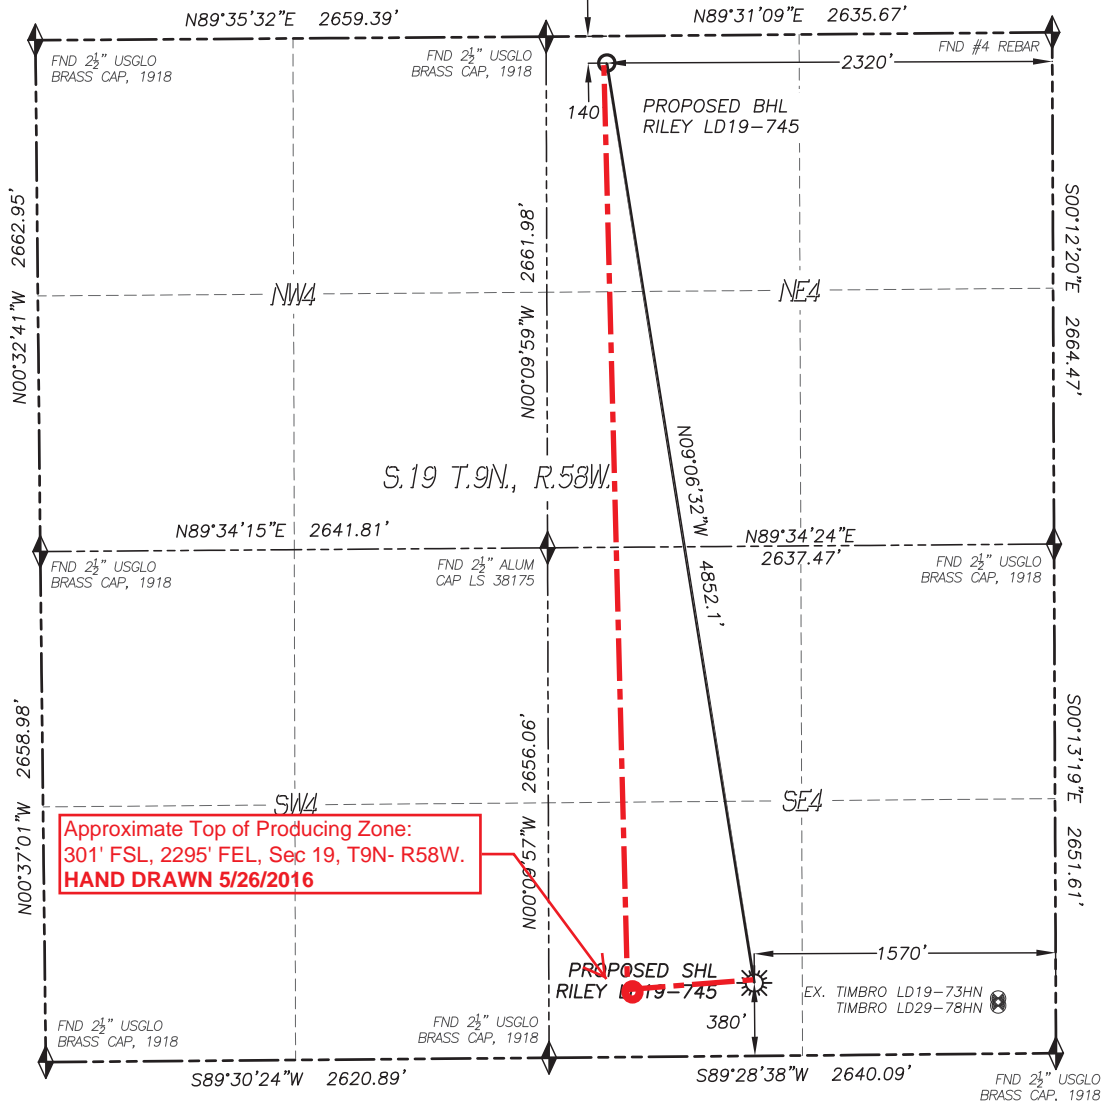 N89°35'32"E 2659.39'
N89°31'09"E 2635.67'
FND 2½" USGLO
BRASS CAP, 1918
FND 2½" USGLO
BRASS CAP, 1918
FND #4 REBAR
2320'
140'
PROPOSED BHL
RILEY LD19-745
N00°32'41"W 2662.95'
N00°09'59"W 2661.98'
S00°12'20"E 2664.47'
NW4
NE4
N09°06'32"W 4852.1'
S.19 T.9N., R.58W.
N89°34'15"E 2641.81'
N89°34'24"E
2637.47'
FND 2½" USGLO
BRASS CAP, 1918
FND 2½" ALUM
CAP LS 38175
FND 2½" USGLO
BRASS CAP, 1918
N00°37'01"W 2658.98'
N00°09'57"W 2656.06'
S00°13'19"E 2651.61'
SW4
SE4
Approximate Top of Producing Zone:
301' FSL, 2295' FEL, Sec 19, T9N- R58W.
HAND DRAWN 5/26/2016
1570'
PROPOSED SHL
RILEY LD19-745
EX. TIMBRO LD19-73HN
TIMBRO LD29-78HN
380'
FND 2½" USGLO
BRASS CAP, 1918
FND 2½" USGLO
BRASS CAP, 1918
S89°30'24"W 2620.89'
S89°28'38"W 2640.09'
FND 2½" USGLO
BRASS CAP, 1918